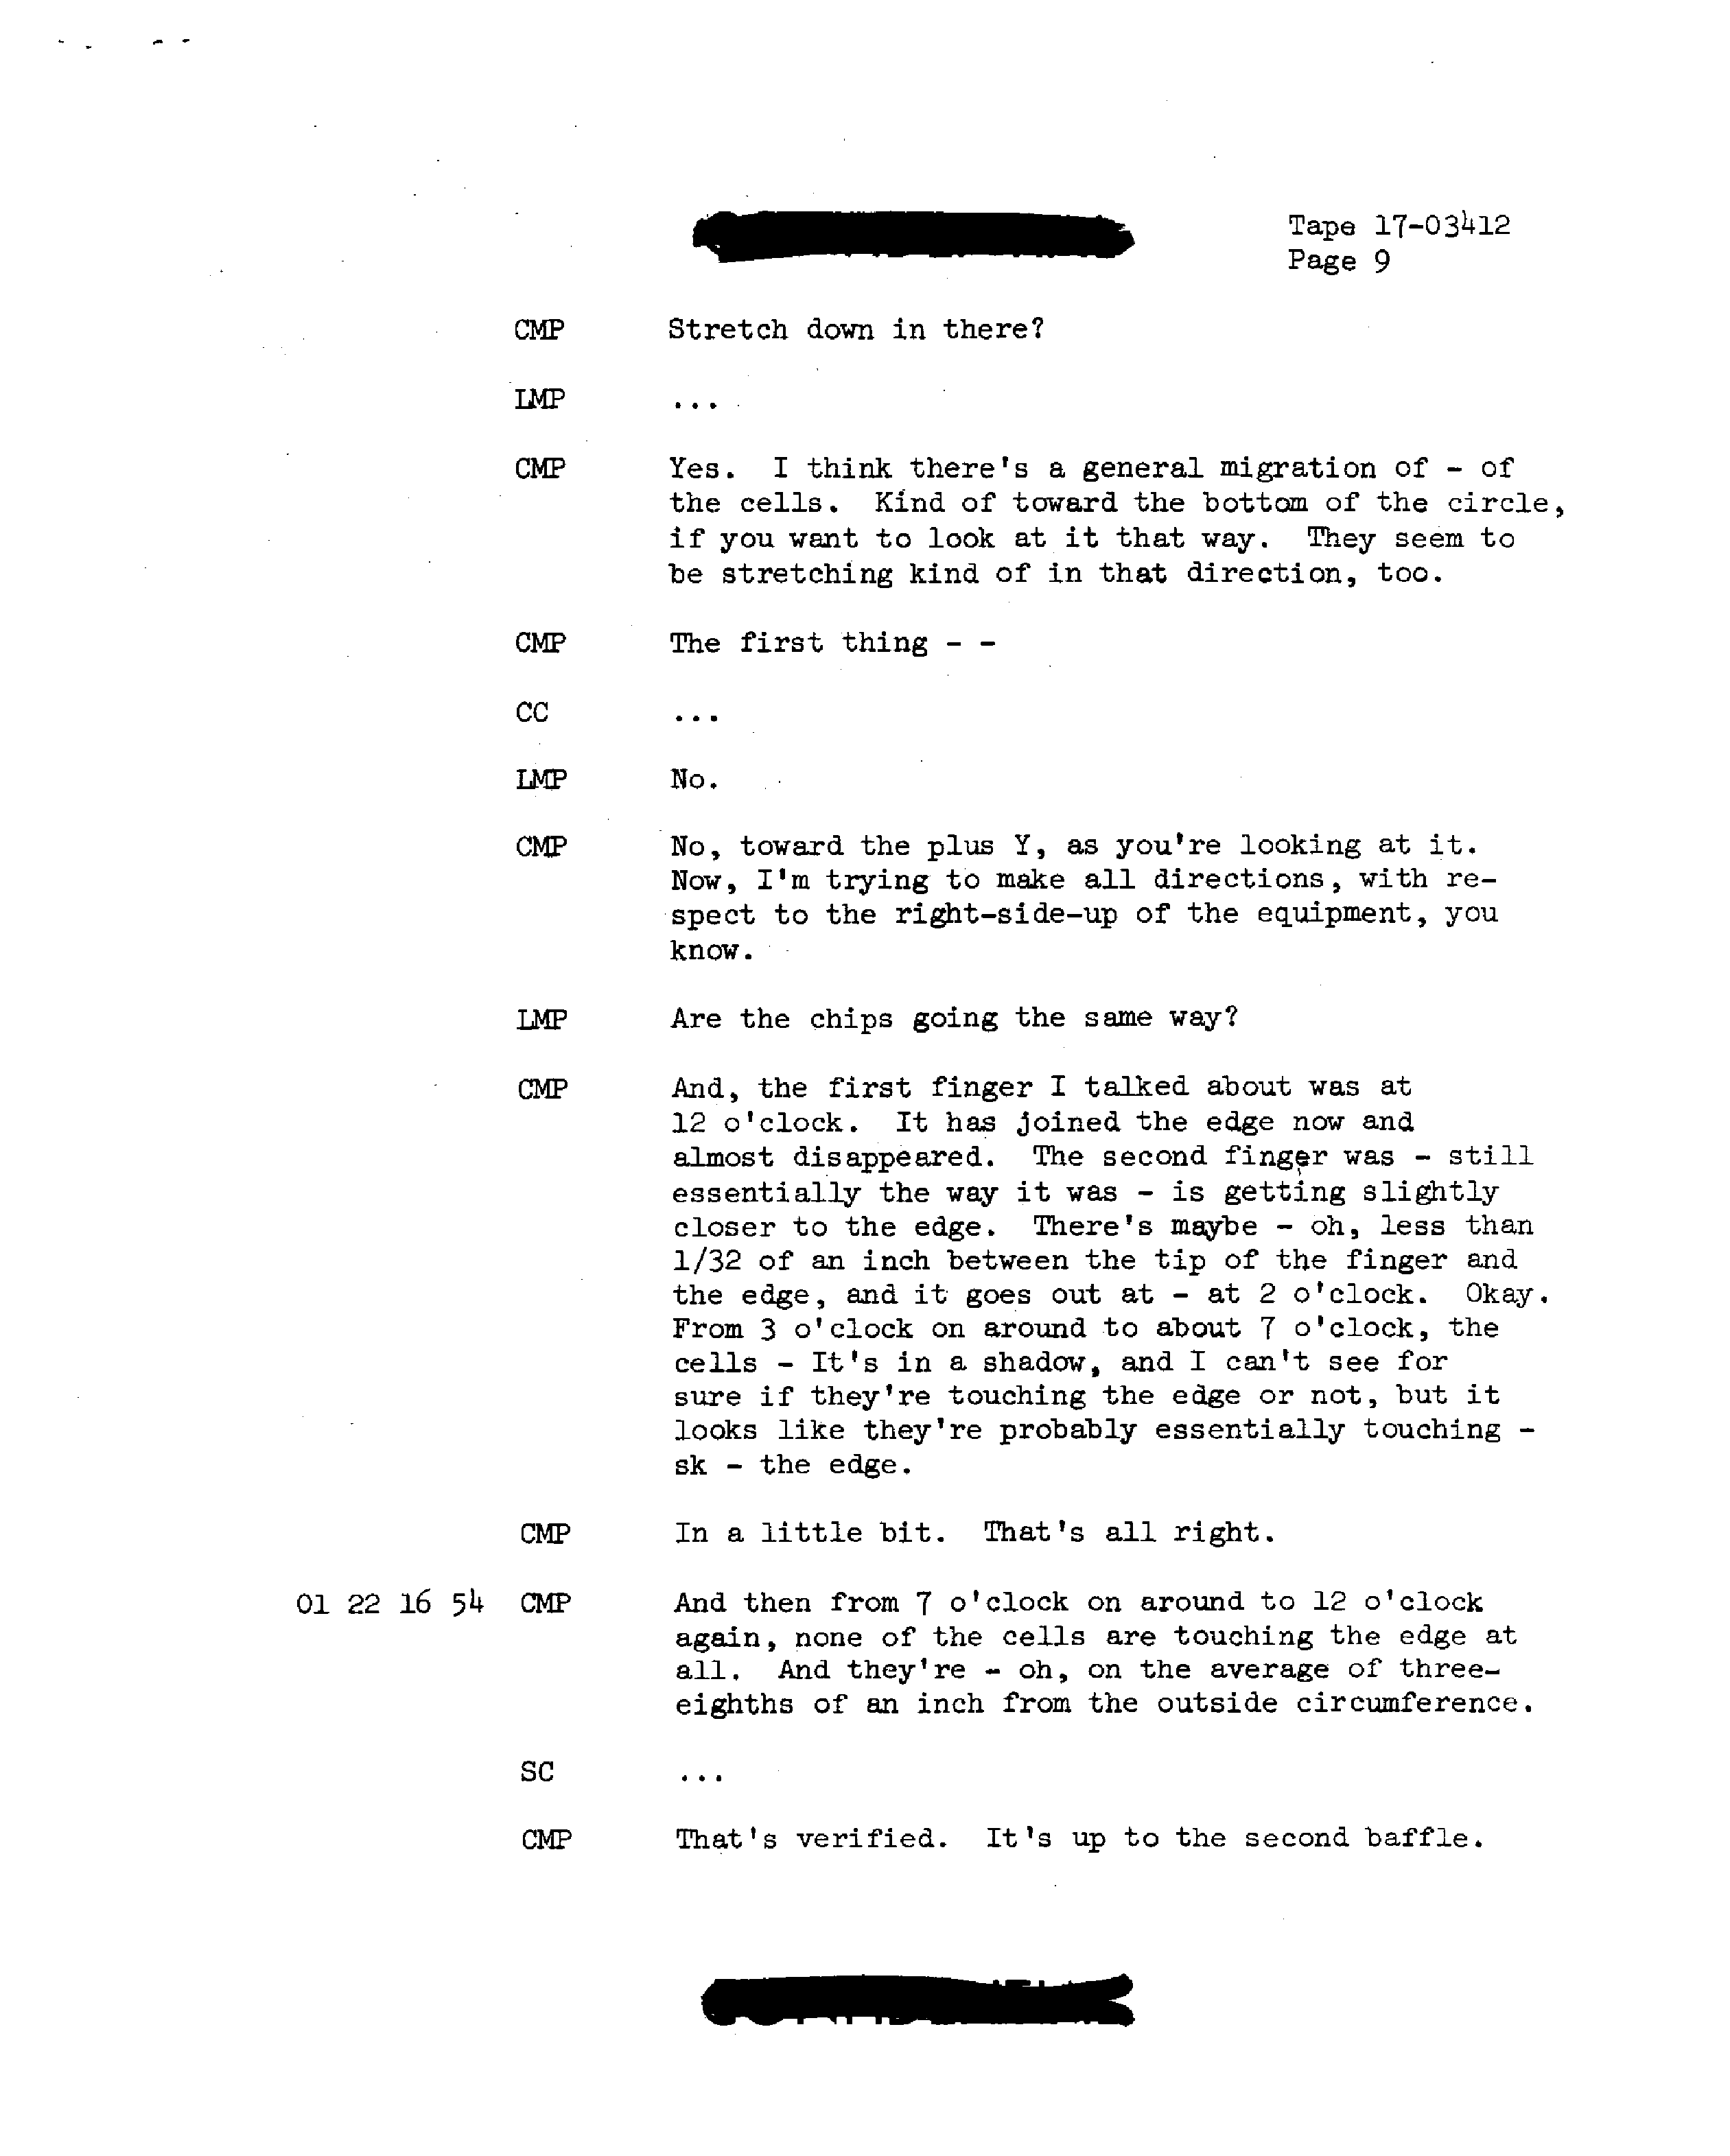 Tape 17-03412
Page 9
CMP Stretch down in there?
LMP ...
CMP Yes. I think there's a general migration of - of
the cells. Kind of toward the bottom of the circle,
if you want to look at it that way. They seem to
be stretching kind of in that direction, too.
CMP The first thing - -
CC ...
LMP No.
CMP No, toward the plus Y, as you're looking at it.
Now, I'm trying to make all directions, with re-
spect to the right-side-up of the equipment, you
know.
LMP Are the chips going the same way?
CMP And, the first finger I talked about was at
12 o'clock. It has joined the edge now and
almost disappeared. The second finger was - still
essentially the way it was - is getting slightly
closer to the edge. There's maybe - oh, less than
1/32 of an inch between the tip of the finger and
the edge, and it goes out at - at 2 o'clock. Okay.
From 3 o'clock on around to about 7 o'clock, the
cells - It's in a shadow, and I can't see for
sure if they're touching the edge or not, but it
looks like they're probably essentially touching -
sk - the edge.
CMP In a little bit. That's all right.
01 22 16 54 CMP And then from 7 o'clock on around to 12 o'clock
again, none of the cells are touching the edge at
all. And they're - oh, on the average of three-
eighths of an inch from the outside circumference.
SC ...
CMP That's verified. It's up to the second baffle.